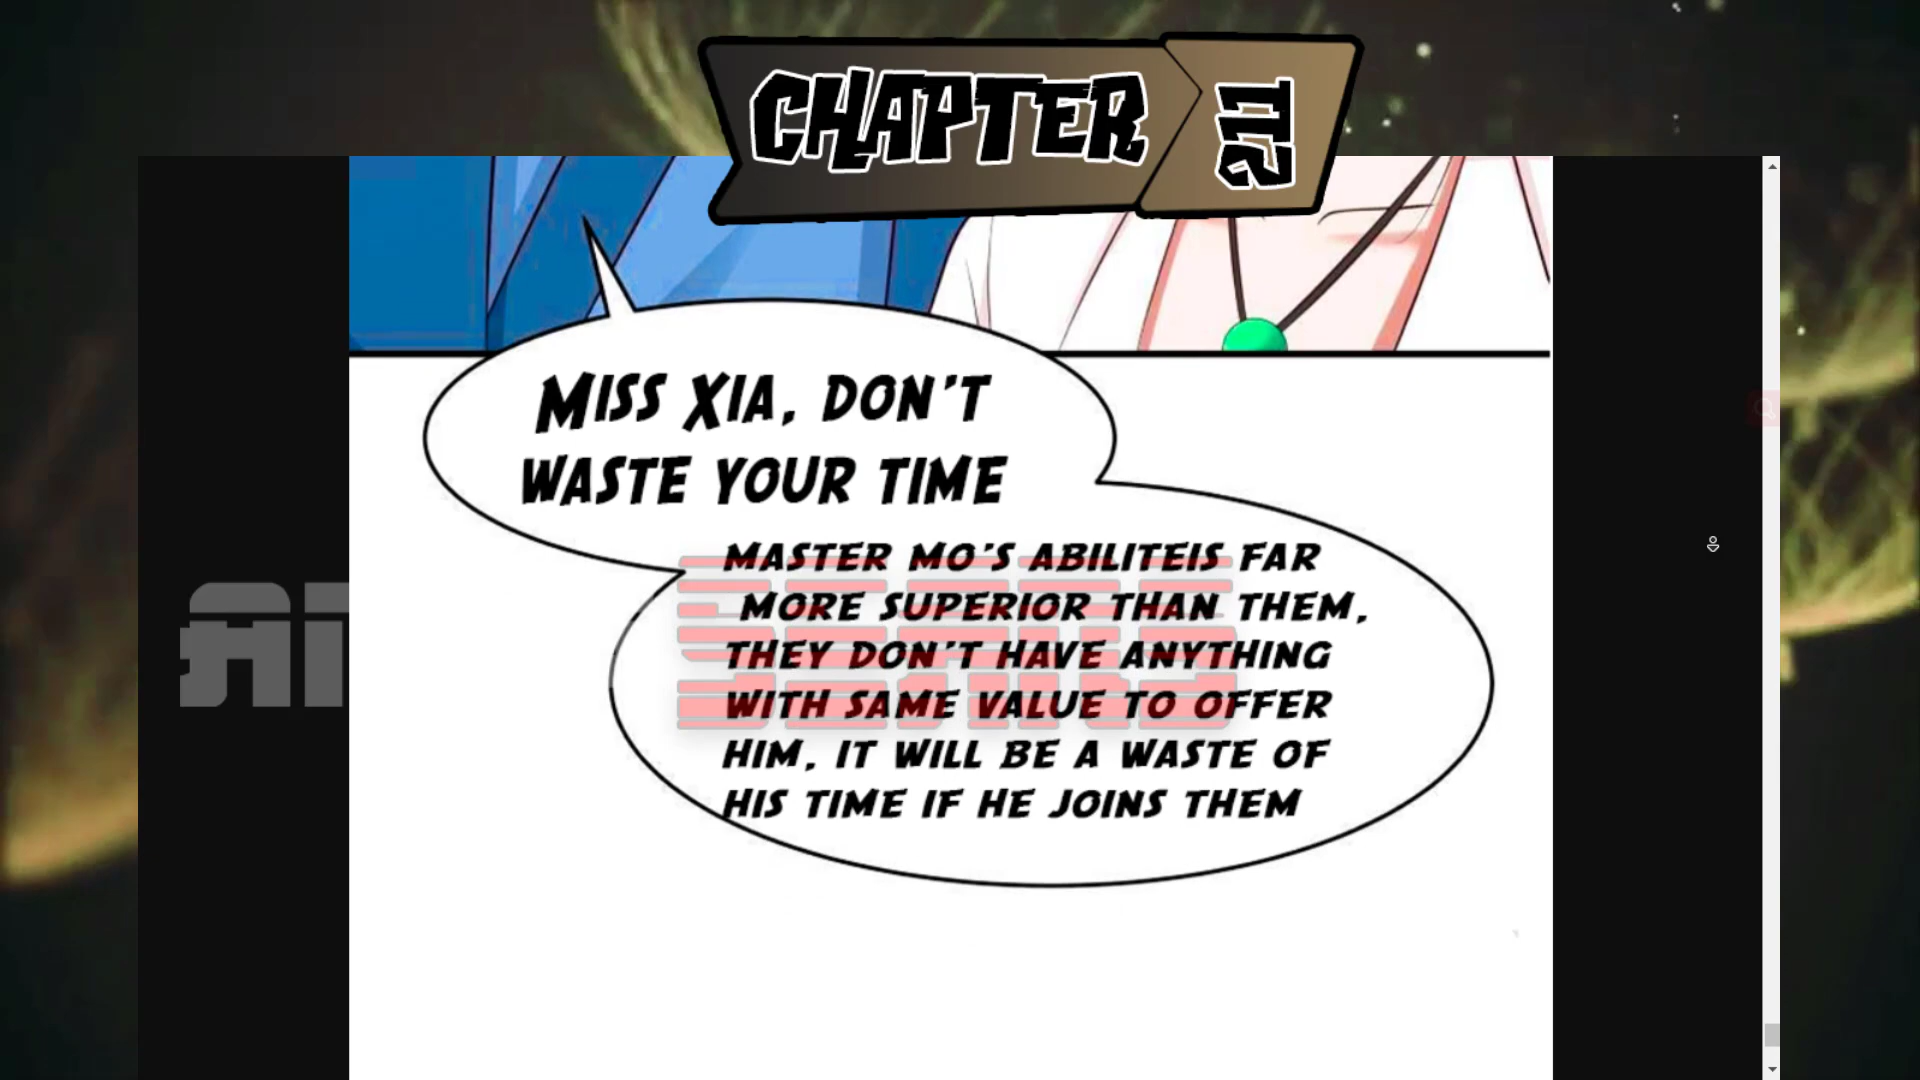 CHAPTER 21
MISS XIA, DON'T
WASTE YOUR TIME
MASTER MO'S ABILITEIS FAR
MORE SUPERIOR THAN THEM,
THEY DON'T HAVE ANYTHING
WITH SAME VALUE TO OFFER
HIM, IT WILL BE A WASTE OF
HIS TIME IF HE JOINS THEM